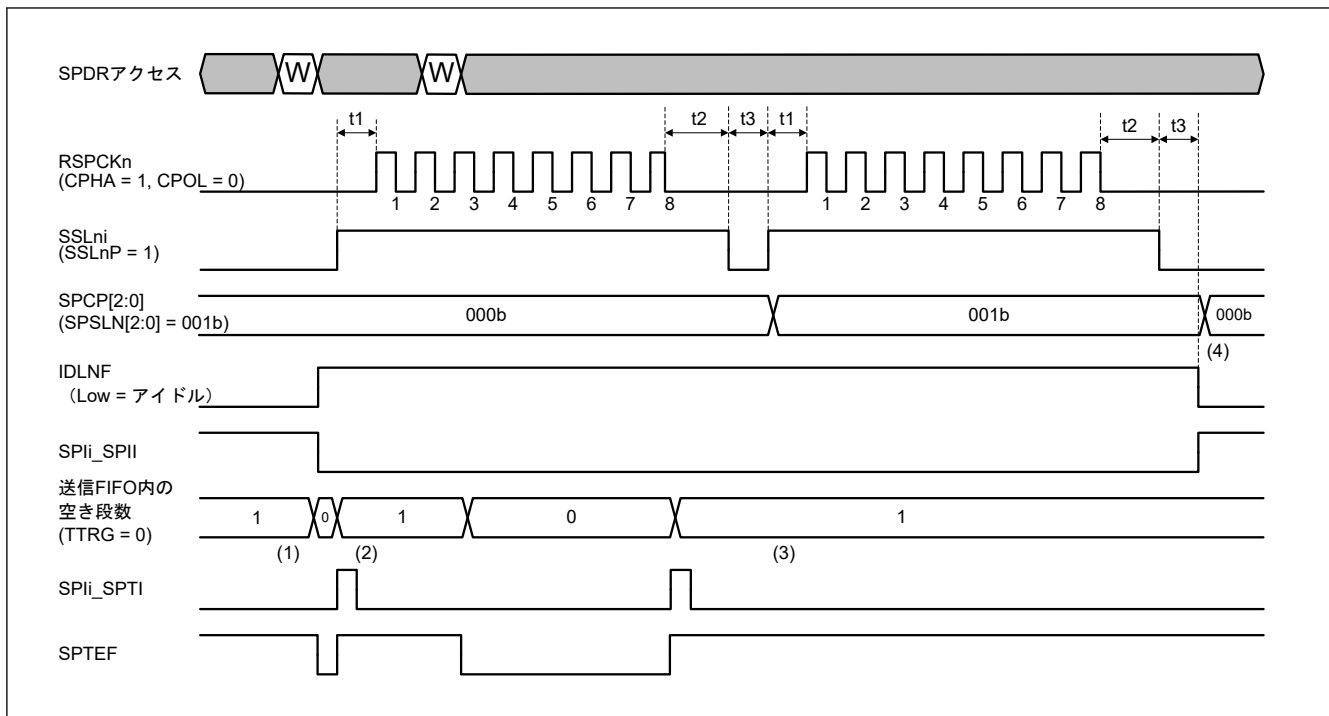 SPDRアクセス
W
W
t1
t2
t3
t1
t2
t3
RSPCKn
(CPHA = 1, CPOL = 0)
1 2 3 4 5 6 7 8
1 2 3 4 5 6 7 8
SSLni
(SSLnP = 1)
SPCP[2:0]
(SPSLN[2:0] = 001b)
000b
001b
000b
(4)
IDLNF
（Low = アイドル）
SPIi_SPII
送信FIFO内の
空き段数
(TTRG = 0)
1
0
1
0
1
(1)
(2)
(3)
SPIi_SPTI
SPTEF